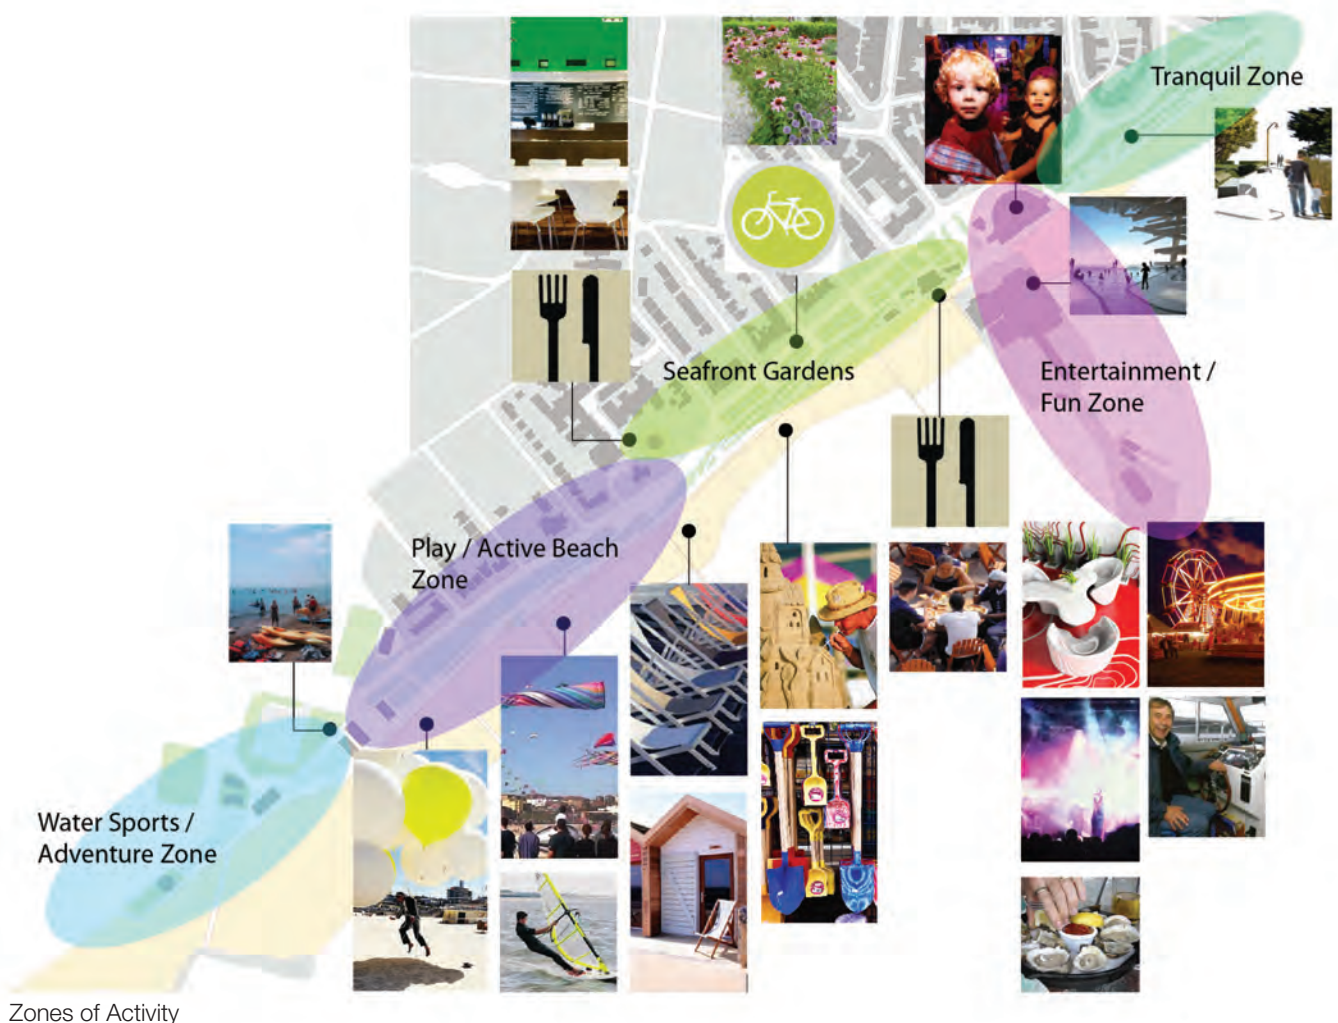 Tranquil Zone
Seafront Gardens
Entertainment /
Fun Zone
Play / Active Beach
Zone
Water Sports /
Adventure Zone
Zones of Activity